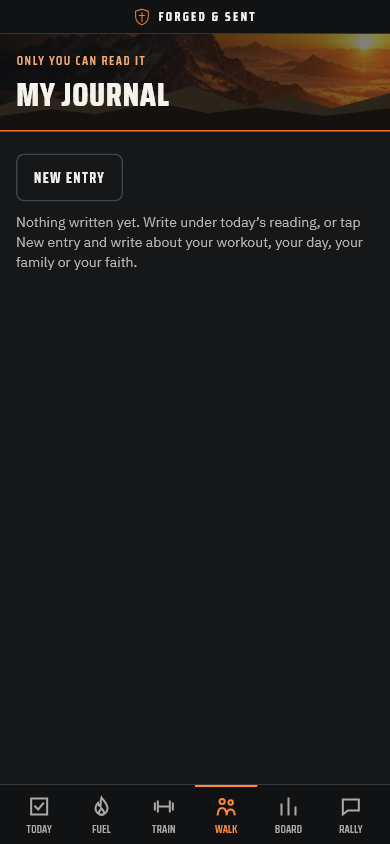 FORGED & SENT
ONLY YOU CAN READ IT
MY JOURNAL
NEW ENTRY
Nothing written yet. Write under today’s reading, or tap
New entry and write about your workout, your day, your
family or your faith.
TODAY
FUEL
TRAIN
WALK
BOARD
RALLY